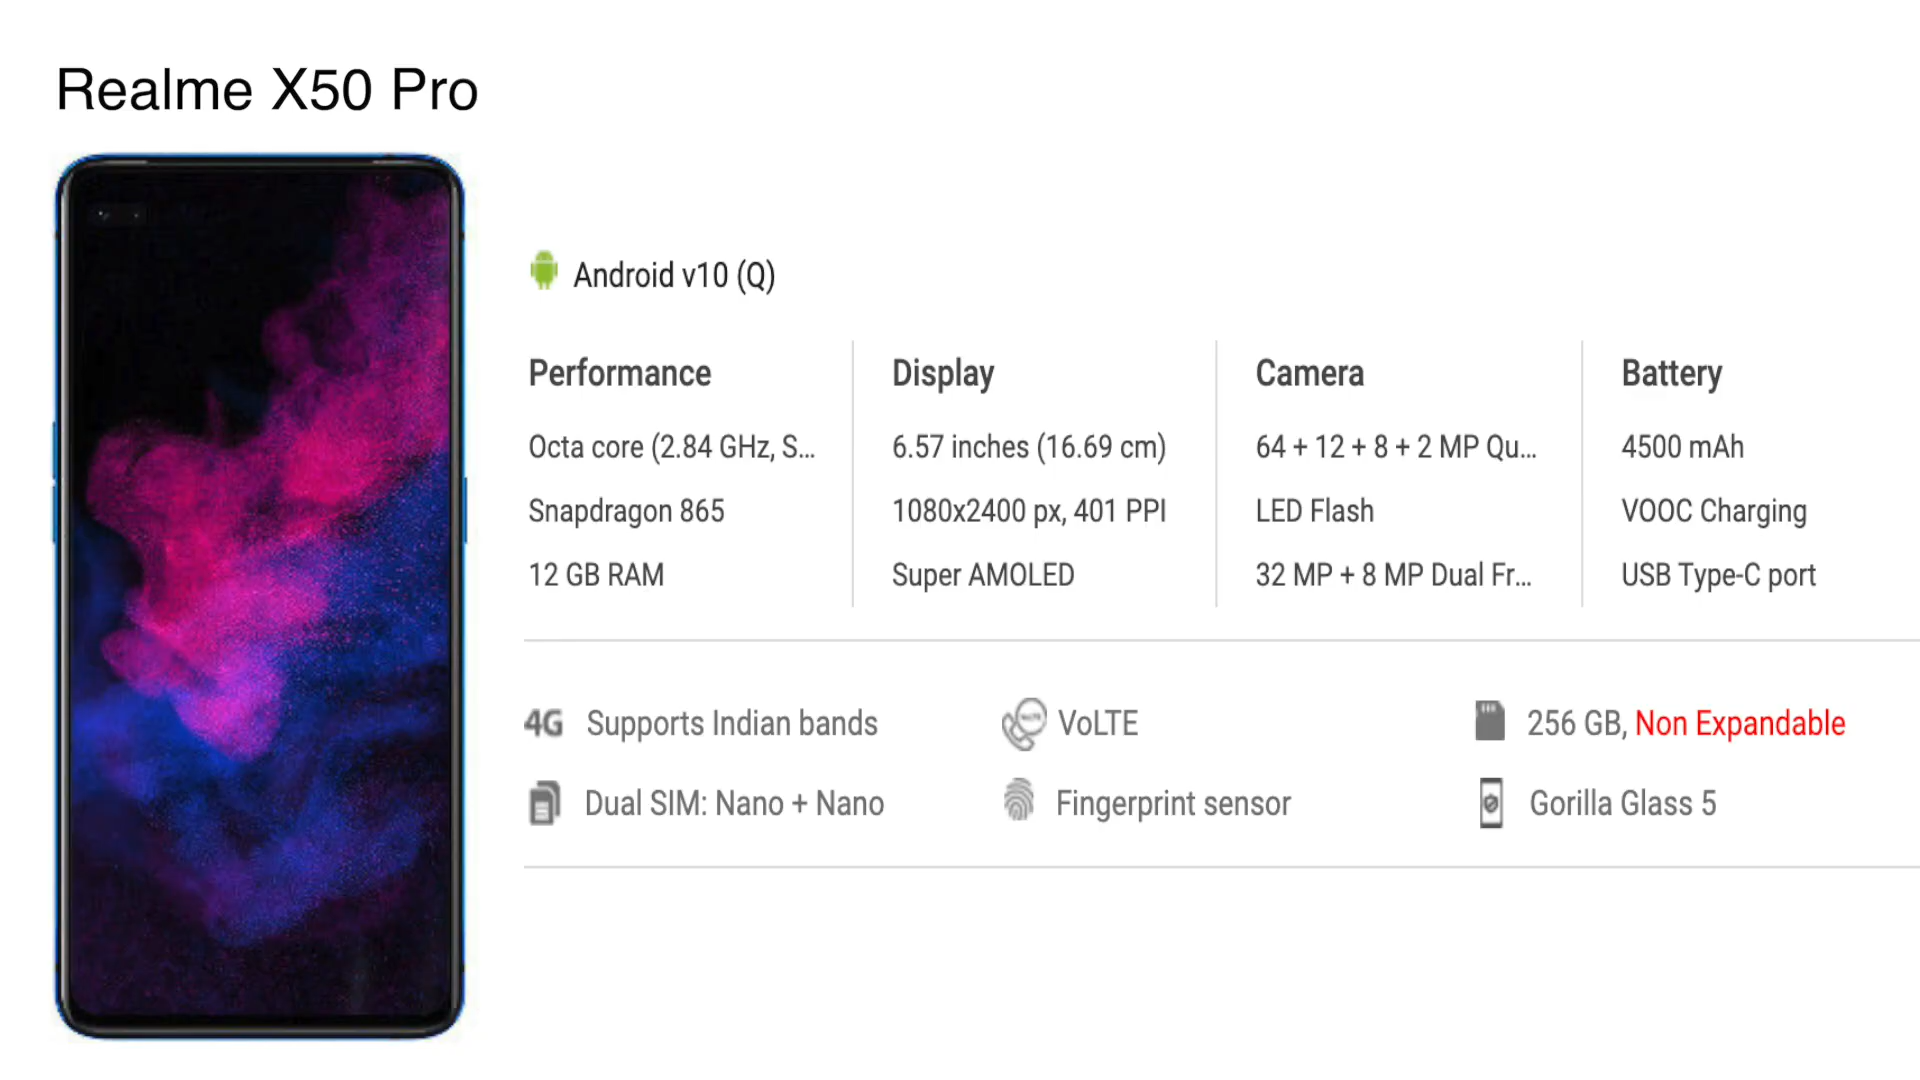 Realme X50 Pro
Android v10 (Q)
Performance
Octa core (2.84 GHz, S...
Snapdragon 865
12 GB RAM
Display
6.57 inches (16.69 cm)
1080x2400 px, 401 PPI
Super AMOLED
Camera
64 + 12 + 8 + 2 MP Qu...
LED Flash
32 MP + 8 MP Dual Fr...
Battery
4500 mAh
VOOC Charging
USB Type-C port
4G Supports Indian bands
VoLTE
256 GB, Non Expandable
Dual SIM: Nano + Nano
Fingerprint sensor
Gorilla Glass 5